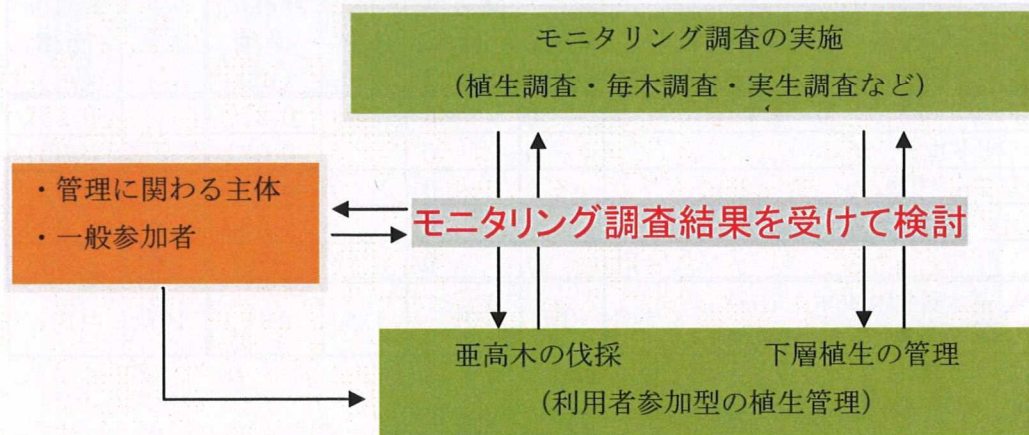 モニタリング調査の実施
（植生調査・毎木調査・実生調査など）
・管理に関わる主体
・一般参加者
モニタリング調査結果を受けて検討
亜高木の伐採　下層植生の管理
（利用者参加型の植生管理）